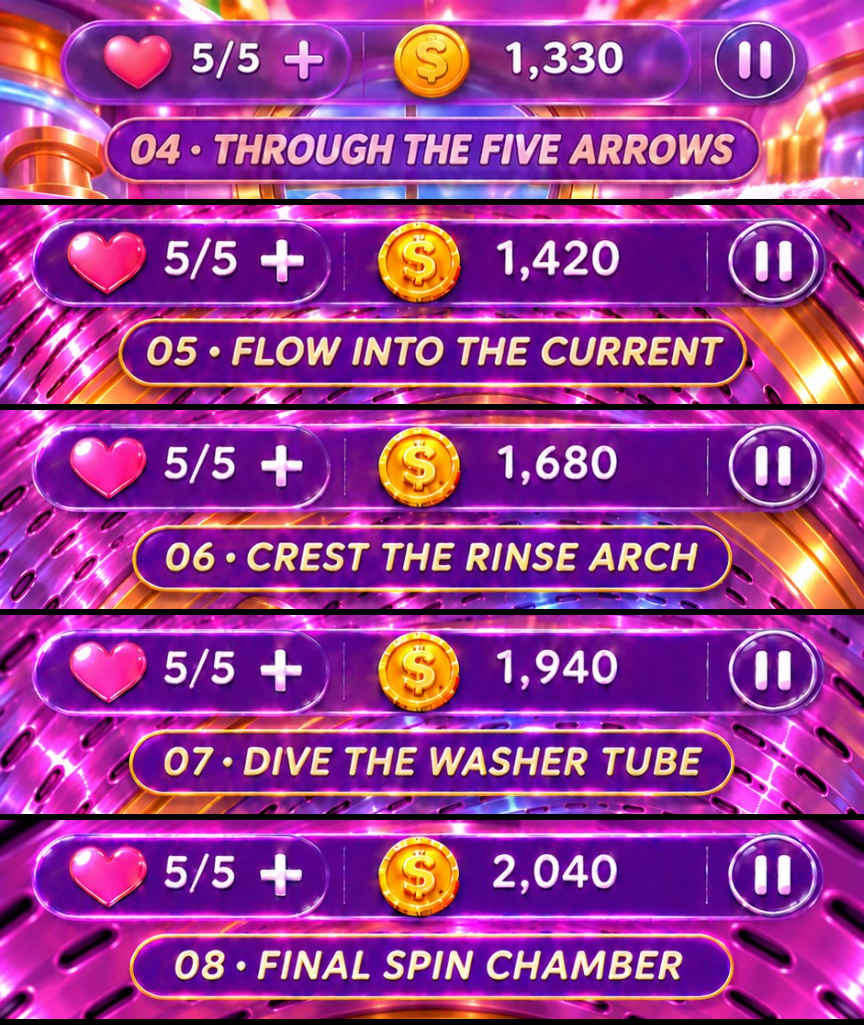 5/5 + $ 1,330
04 • THROUGH THE FIVE ARROWS
5/5 + $ 1,420
05 • FLOW INTO THE CURRENT
5/5 + $ 1,680
06 • CREST THE RINSE ARCH
5/5 + $ 1,940
07 • DIVE THE WASHER TUBE
5/5 + $ 2,040
08 • FINAL SPIN CHAMBER